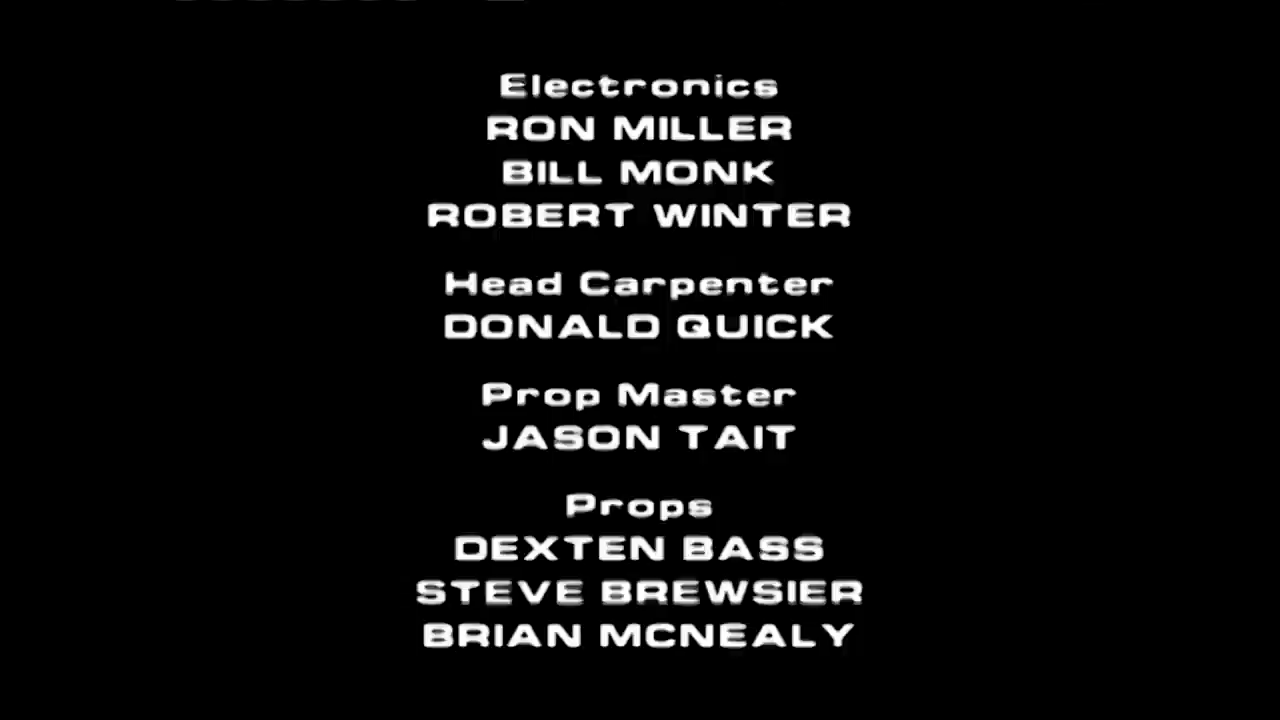 Electronics
RON MILLER
BILL MONK
ROBERT WINTER
Head Carpenter
DONALD QUICK
Prop Master
JASON TAIT
Props
DEXTEN BASS
STEVE BREWSIER
BRIAN MCNEALY